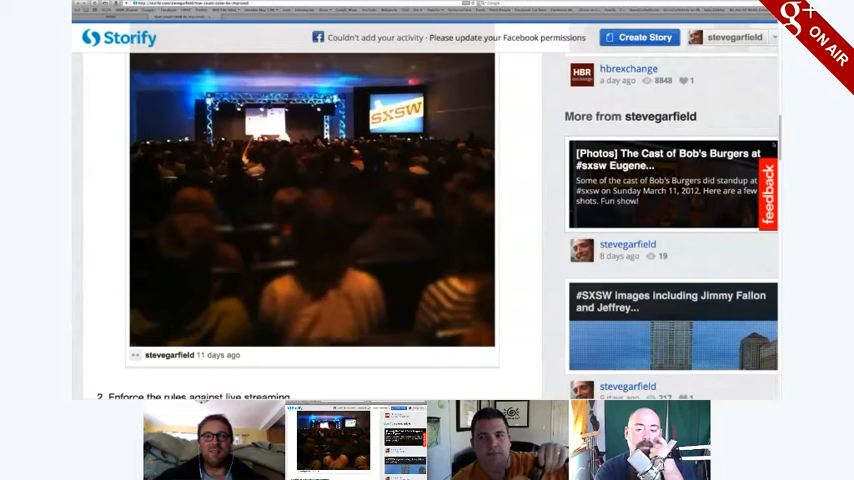 g+
ON AIR
Storify
Couldn't add your activity · Please update your Facebook permissions
Create Story
stevegarfield
SXSW
HBR
hbrexchange
a day ago 8848 1
More from stevegarfield
[Photos] The Cast of Bob's Burgers at
#sxsw Eugene...
Some of the cast of Bob's Burgers did standup at
#sxsw on Sunday March 11, 2012. Here are a few
shots. Fun show!
feedback
stevegarfield
8 days ago 19
#SXSW images including Jimmy Fallon
and Jeffrey...
stevegarfield
stevegarfield 11 days ago
2. Enforce the rules against live streaming